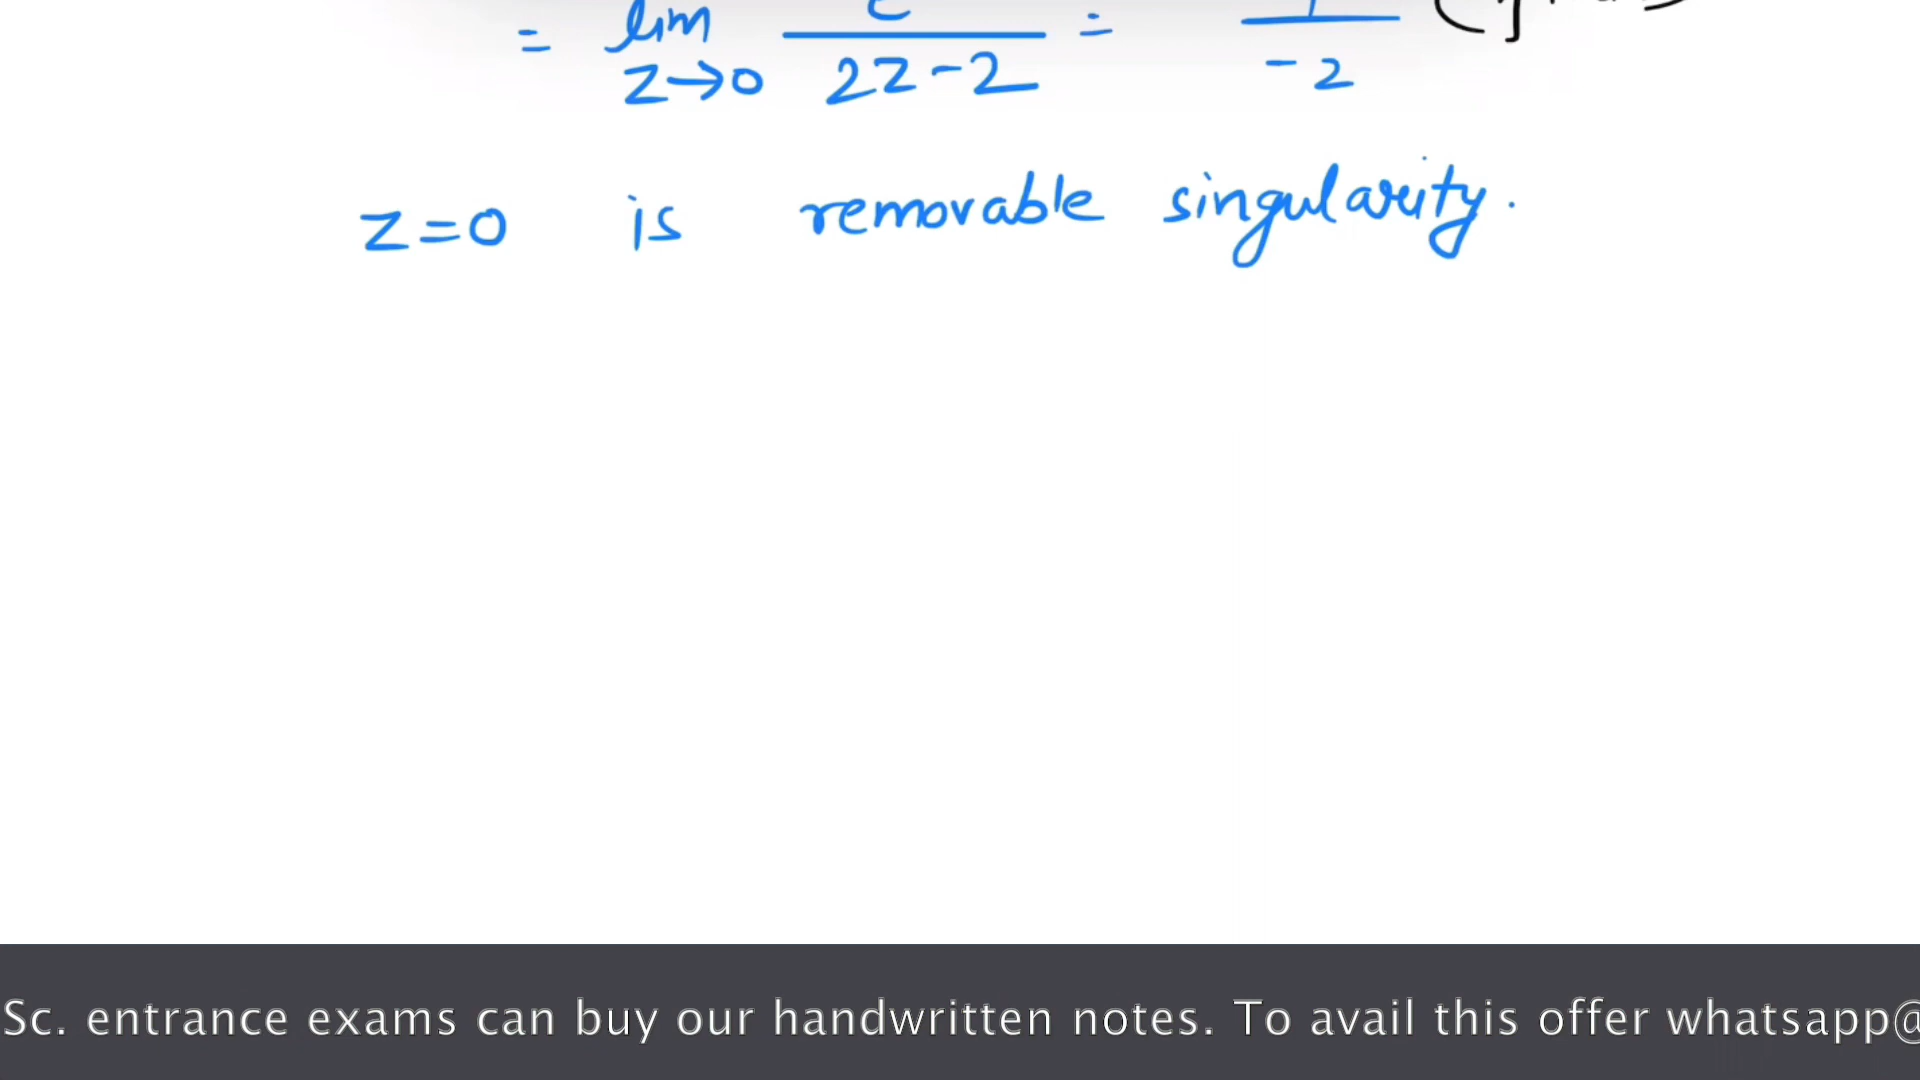 = lim =
z→0 2z-2 -2
z=0 is removable singularity.
Sc. entrance exams can buy our handwritten notes. To avail this offer whatsapp@